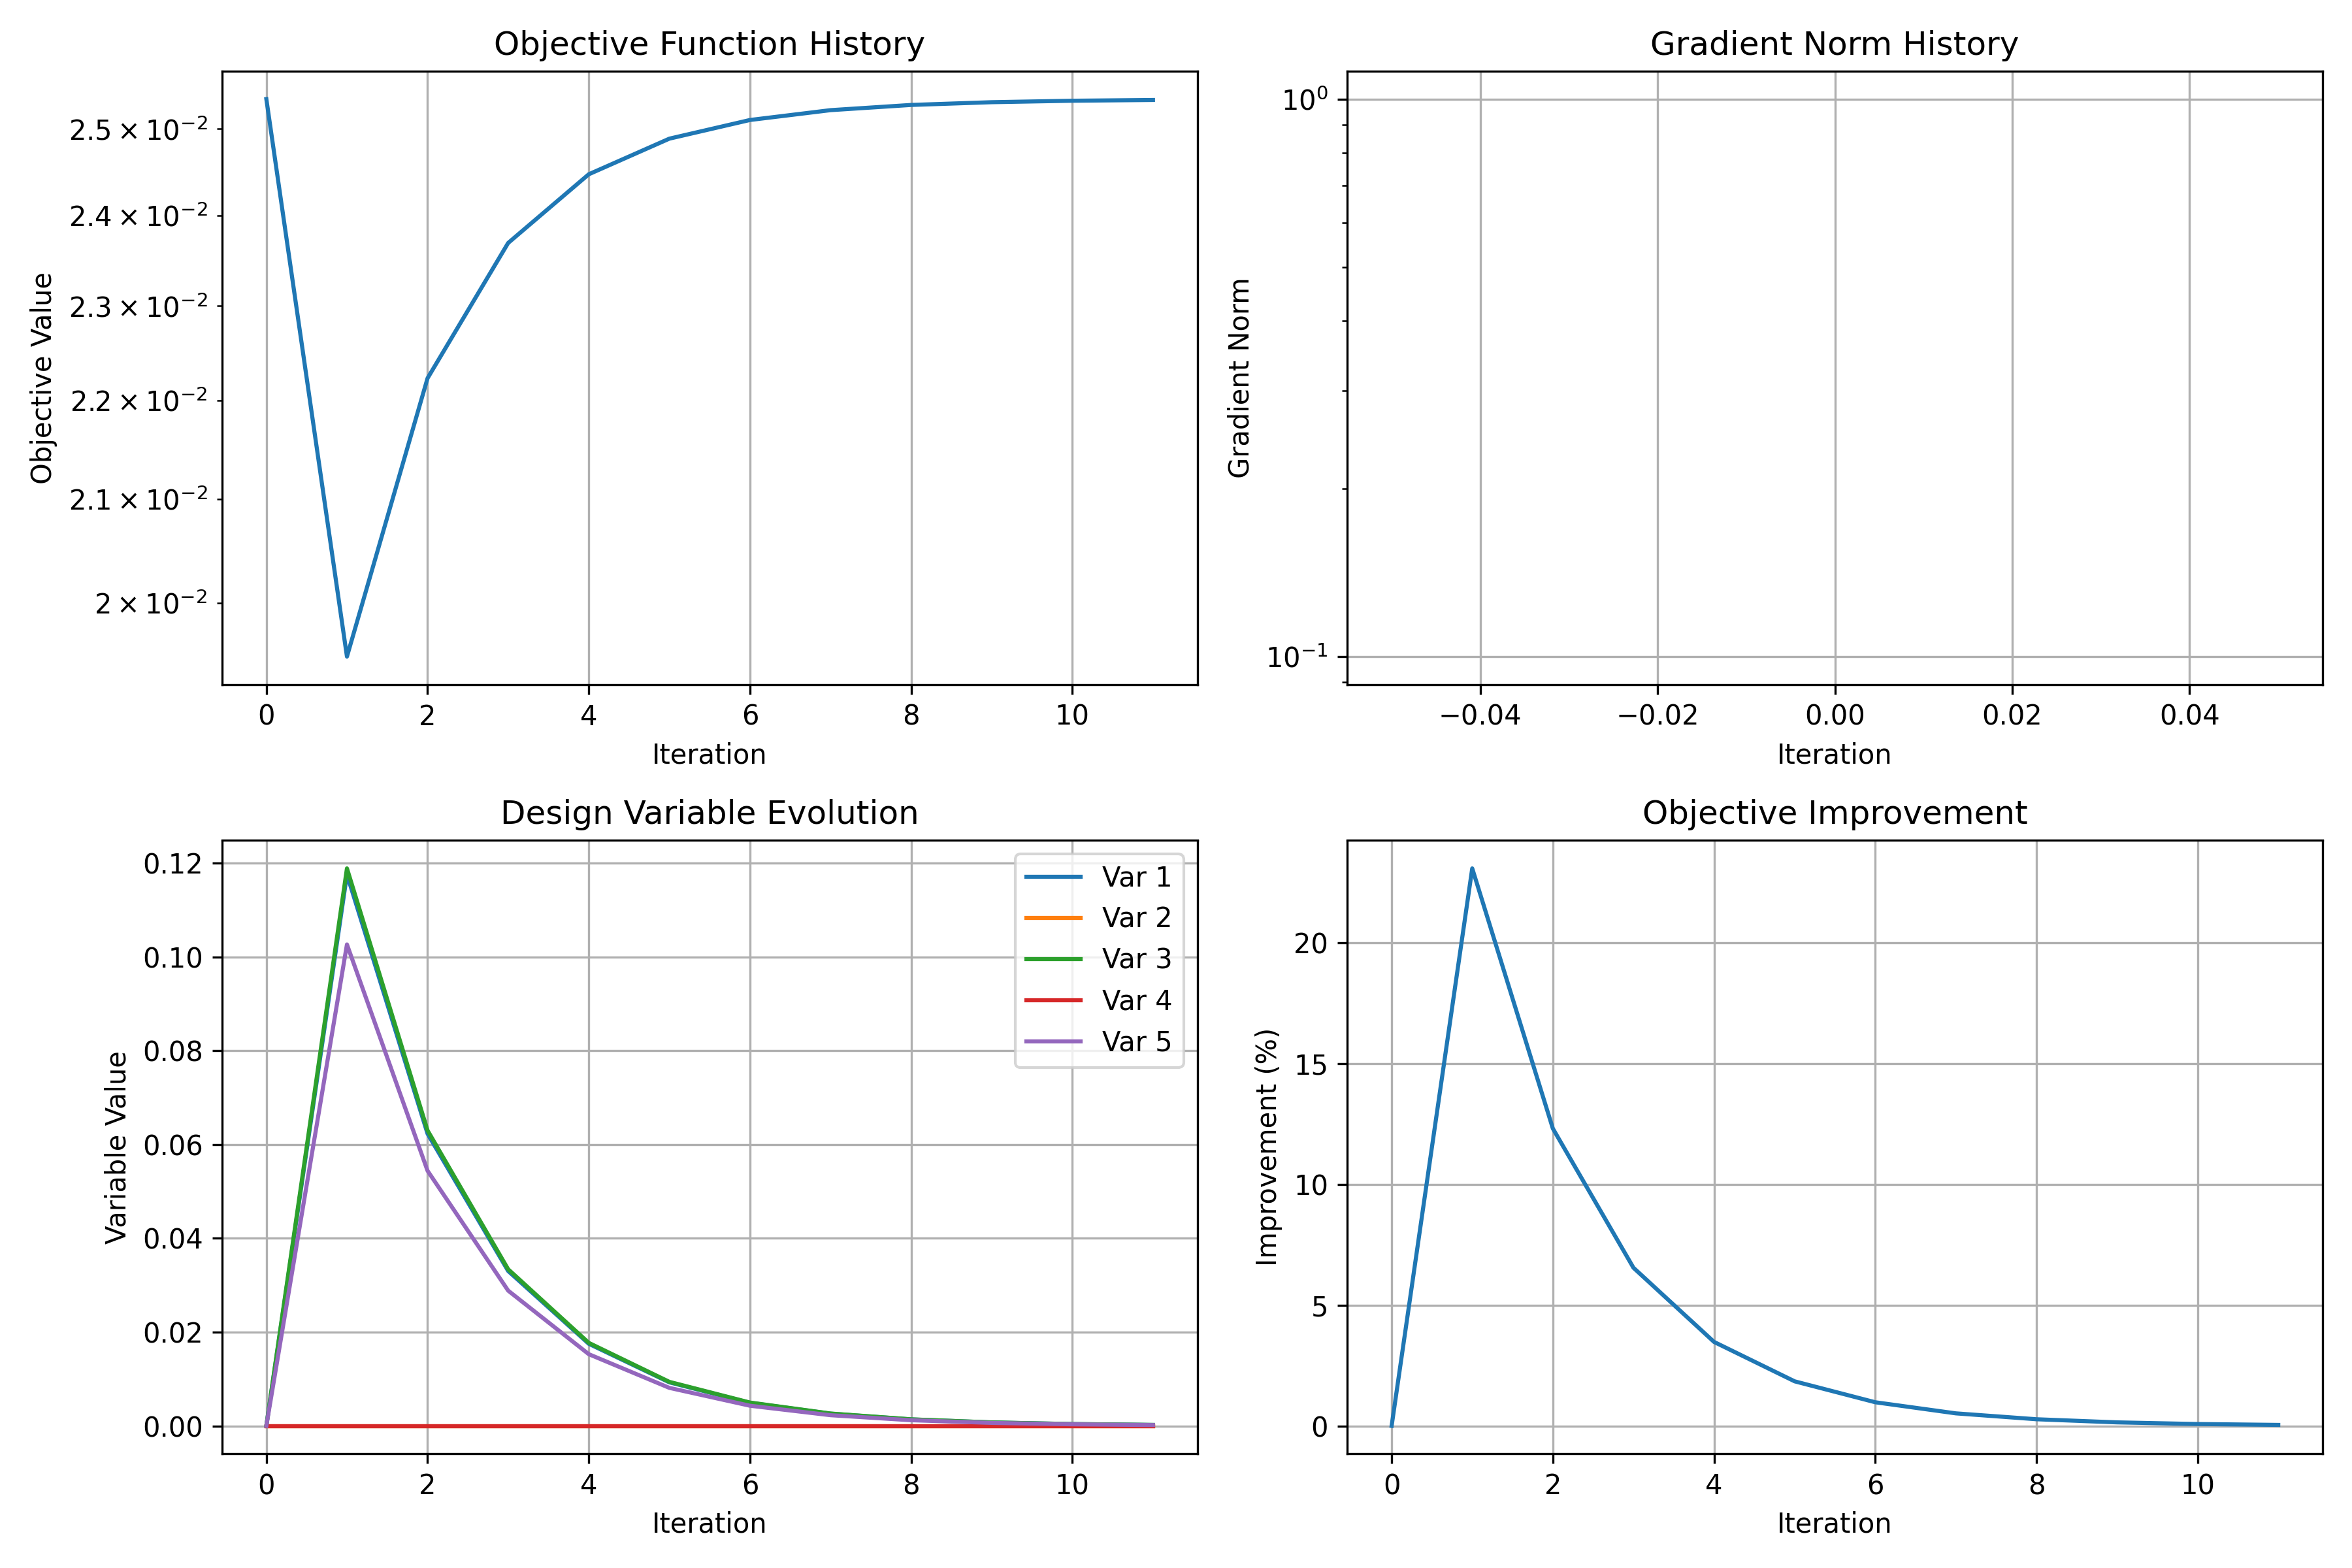 Objective Function History
Objective Value
2.5 × 10⁻²
2.4 × 10⁻²
2.3 × 10⁻²
2.2 × 10⁻²
2.1 × 10⁻²
2 × 10⁻²
0 2 4 6 8 10
Iteration
Gradient Norm History
Gradient Norm
10⁰
10⁻¹
−0.04 −0.02 0.00 0.02 0.04
Iteration
Design Variable Evolution
Variable Value
0.12
0.10
0.08
0.06
0.04
0.02
0.00
Var 1
Var 2
Var 3
Var 4
Var 5
0 2 4 6 8 10
Iteration
Objective Improvement
Improvement (%)
20
15
10
5
0
0 2 4 6 8 10
Iteration